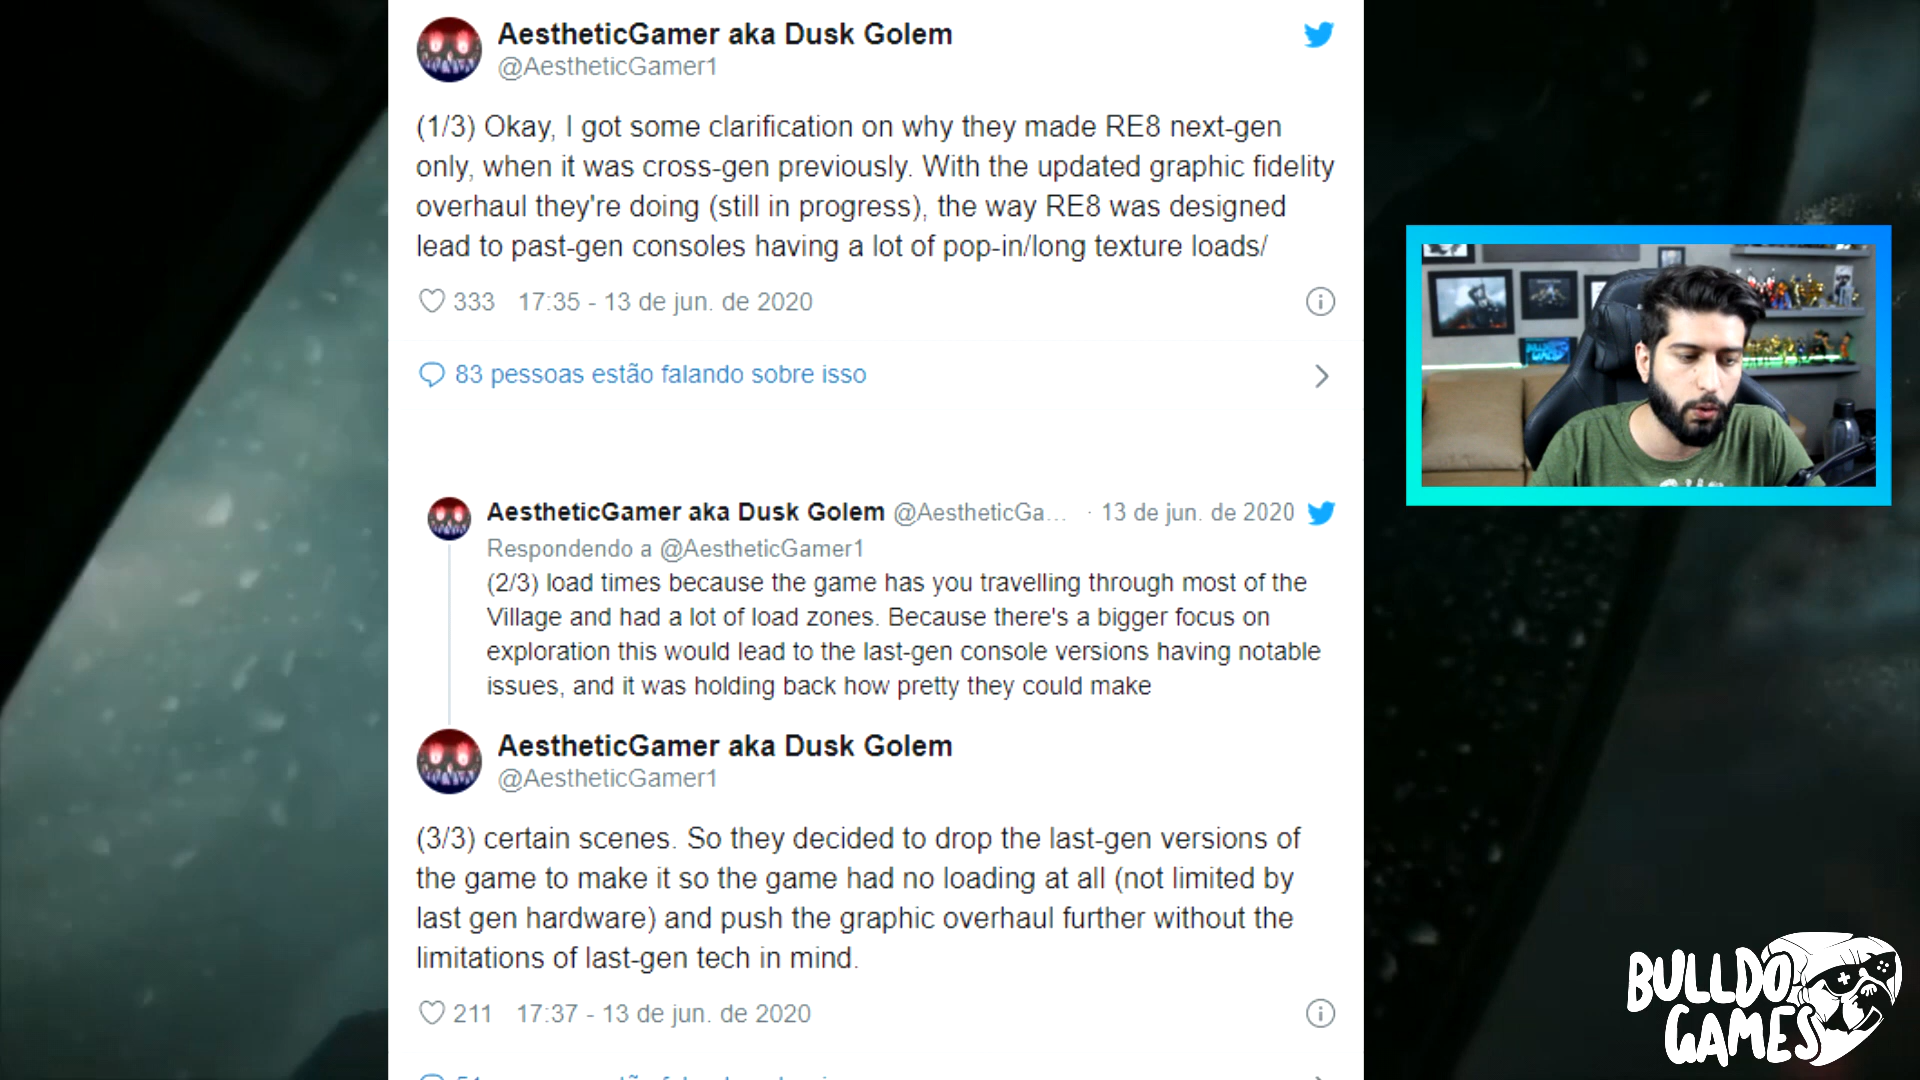 AestheticGamer aka Dusk Golem
@AestheticGamer1
(1/3) Okay, I got some clarification on why they made RE8 next-gen
only, when it was cross-gen previously. With the updated graphic fidelity
overhaul they're doing (still in progress), the way RE8 was designed
lead to past-gen consoles having a lot of pop-in/long texture loads/
333 17:35 - 13 de jun. de 2020
83 pessoas estão falando sobre isso
AestheticGamer aka Dusk Golem @AestheticGa... · 13 de jun. de 2020
Respondendo a @AestheticGamer1
(2/3) load times because the game has you travelling through most of the
Village and had a lot of load zones. Because there's a bigger focus on
exploration this would lead to the last-gen console versions having notable
issues, and it was holding back how pretty they could make
AestheticGamer aka Dusk Golem
@AestheticGamer1
(3/3) certain scenes. So they decided to drop the last-gen versions of
the game to make it so the game had no loading at all (not limited by
last gen hardware) and push the graphic overhaul further without the
limitations of last-gen tech in mind.
211 17:37 - 13 de jun. de 2020
BULLDOG
GAMES
BULLDOG
GAMES